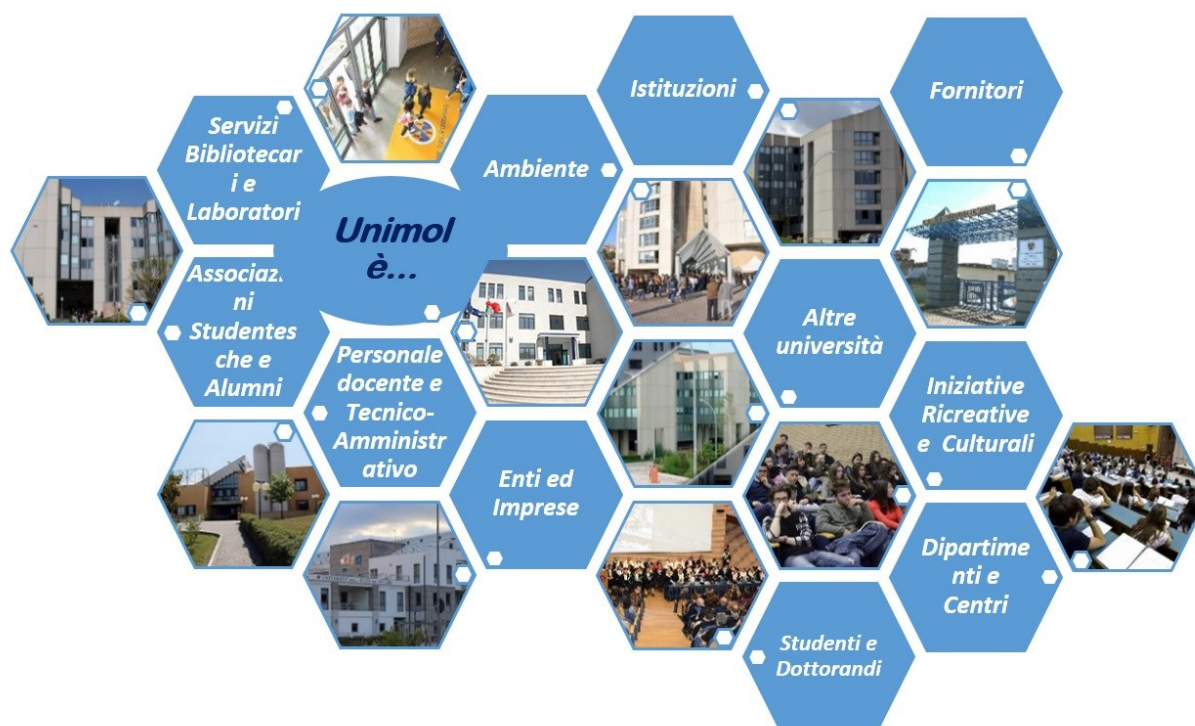 Istituzioni
Fornitori
Servizi
Bibliotecar
i e
Laboratori
Ambiente
Unimol
è...
Associaz.
ni
Studentes
che e
Alumni
Altre
università
Personale
docente e
Tecnico-
Amministr
ativo
Iniziative
Ricreative
e Culturali
Enti ed
Imprese
Dipartime
nti e
Centri
Studenti e
Dottorandi